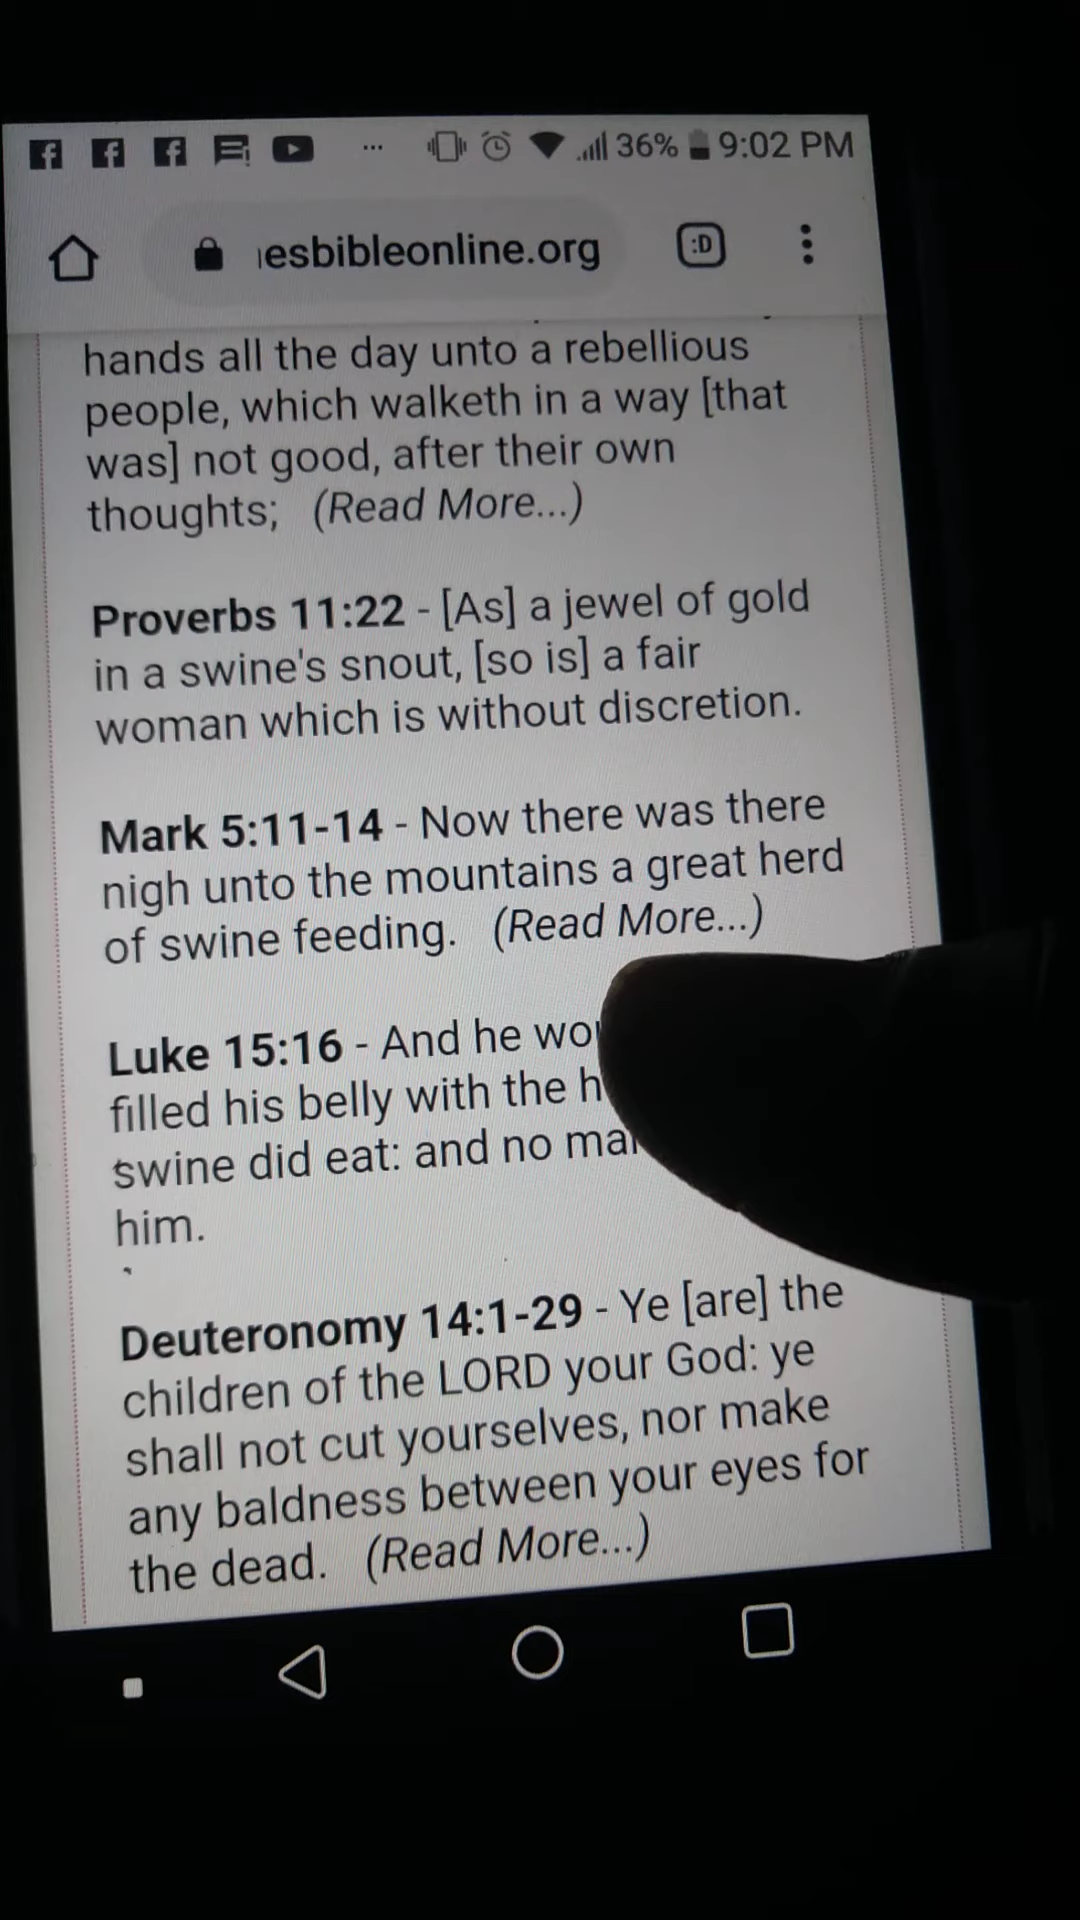 36% 9:02 PM
esbibleonline.org :D
hands all the day unto a rebellious
people, which walketh in a way [that
was] not good, after their own
thoughts; (Read More...)
Proverbs 11:22 - [As] a jewel of gold
in a swine's snout, [so is] a fair
woman which is without discretion.
Mark 5:11-14 - Now there was there
nigh unto the mountains a great herd
of swine feeding. (Read More...)
Luke 15:16 - And he
filled his belly with the
swine did eat: and no
him.
Deuteronomy 14:1-29 - Ye [are] the
children of the LORD your God: ye
shall not cut yourselves, nor make
any baldness between your eyes for
the dead. (Read More...)